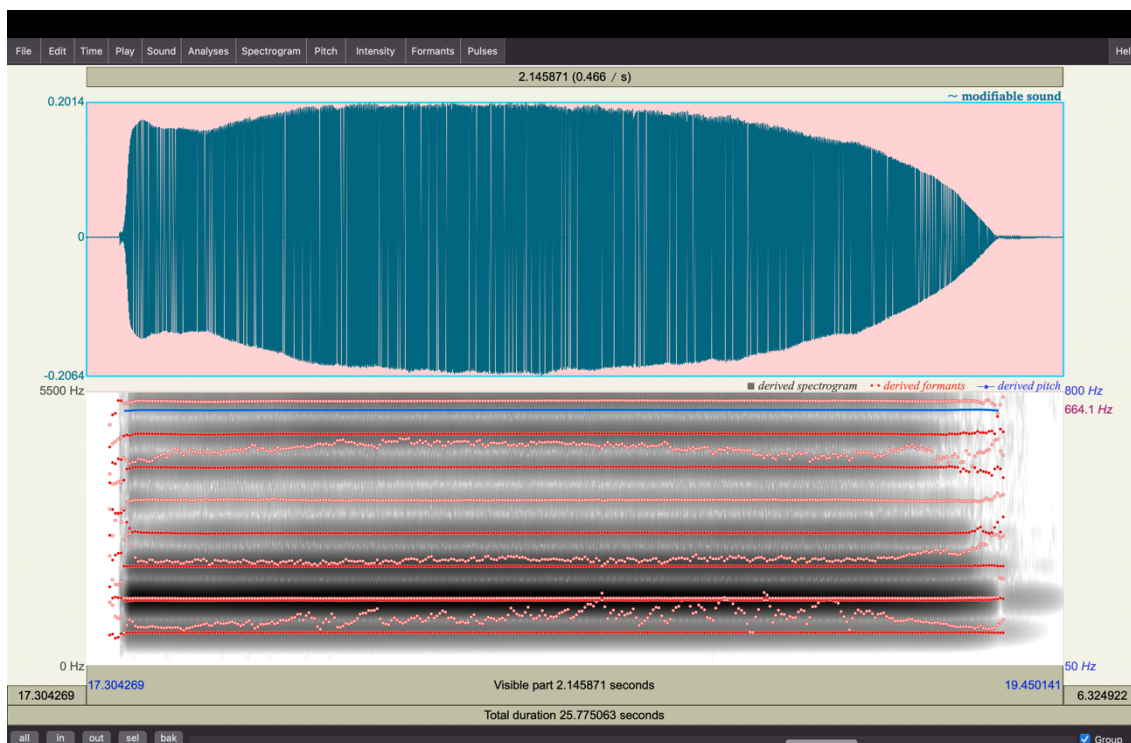 File Edit Time Play Sound Analyses Spectrogram Pitch Intensity Formants Pulses Hel
2.145871 (0.466 / s)
0.2014
~ modifiable sound
0
-0.2064
5500 Hz
derived spectrogram derived formants derived pitch
800 Hz
664.1 Hz
0 Hz
50 Hz
17.304269
Visible part 2.145871 seconds
19.450141
17.304269
6.324922
Total duration 25.775063 seconds
all in out sel bak
Group